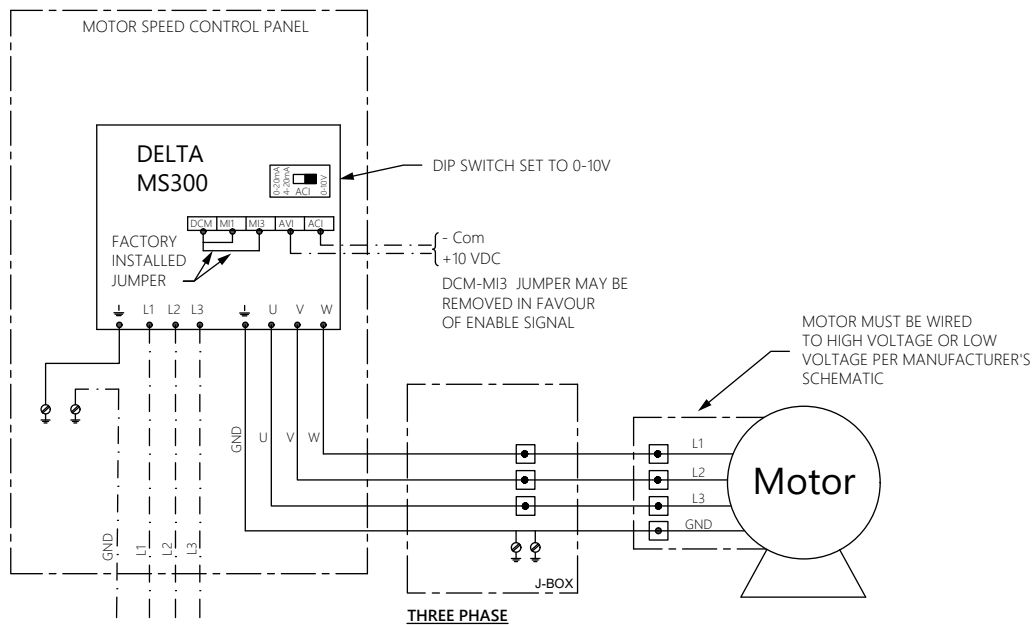 MOTOR SPEED CONTROL PANEL
DELTA
MS300
0-20mA
4-20mA
ACI
0-10V
DIP SWITCH SET TO 0-10V
DCM MI1 MI3 AVI ACI
FACTORY
INSTALLED
JUMPER
- Com
+10 VDC
DCM-MI3 JUMPER MAY BE
REMOVED IN FAVOUR
OF ENABLE SIGNAL
L1 L2 L3 U V W
MOTOR MUST BE WIRED
TO HIGH VOLTAGE OR LOW
VOLTAGE PER MANUFACTURER'S
SCHEMATIC
GND U V W
L1
L2
L3
GND
Motor
GND L1 L2 L3
J-BOX
THREE PHASE